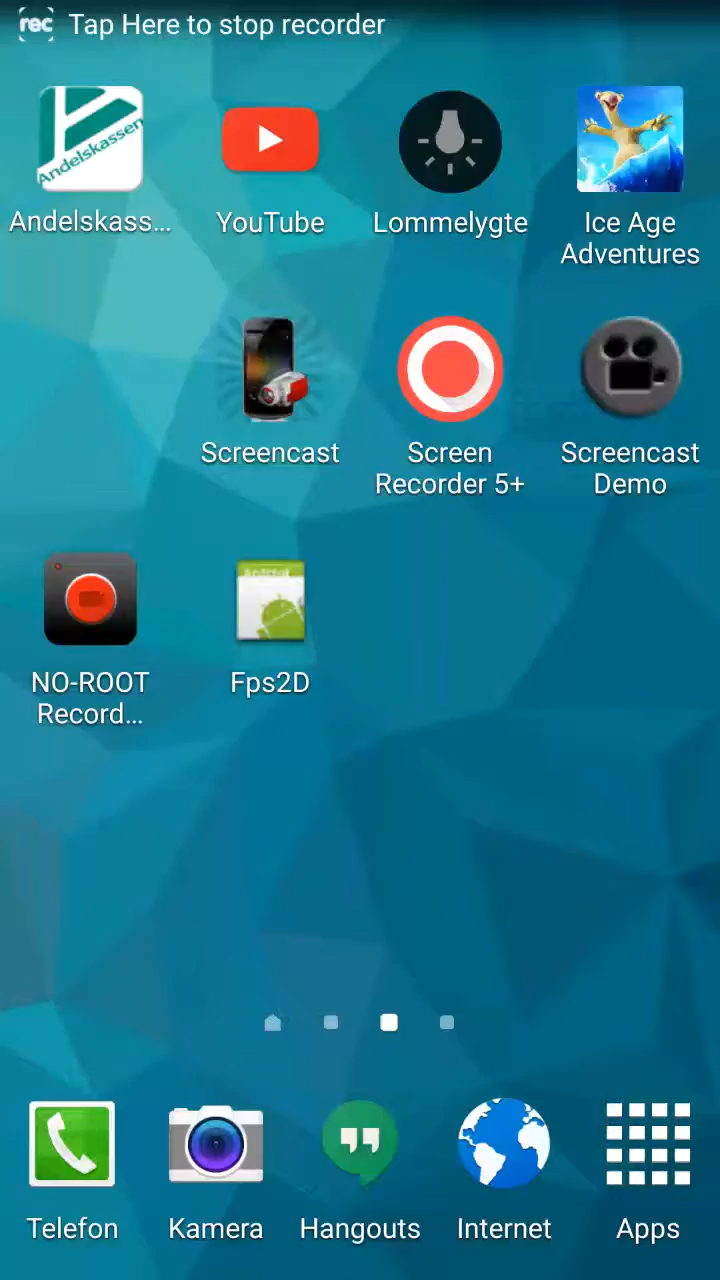 rec Tap Here to stop recorder
Andelskassen
Andelskass... YouTube Lommelygte Ice Age
Adventures
Screencast Screen Screencast
Recorder 5+ Demo
Android
NO-ROOT Fps2D
Record...
Telefon Kamera Hangouts Internet Apps